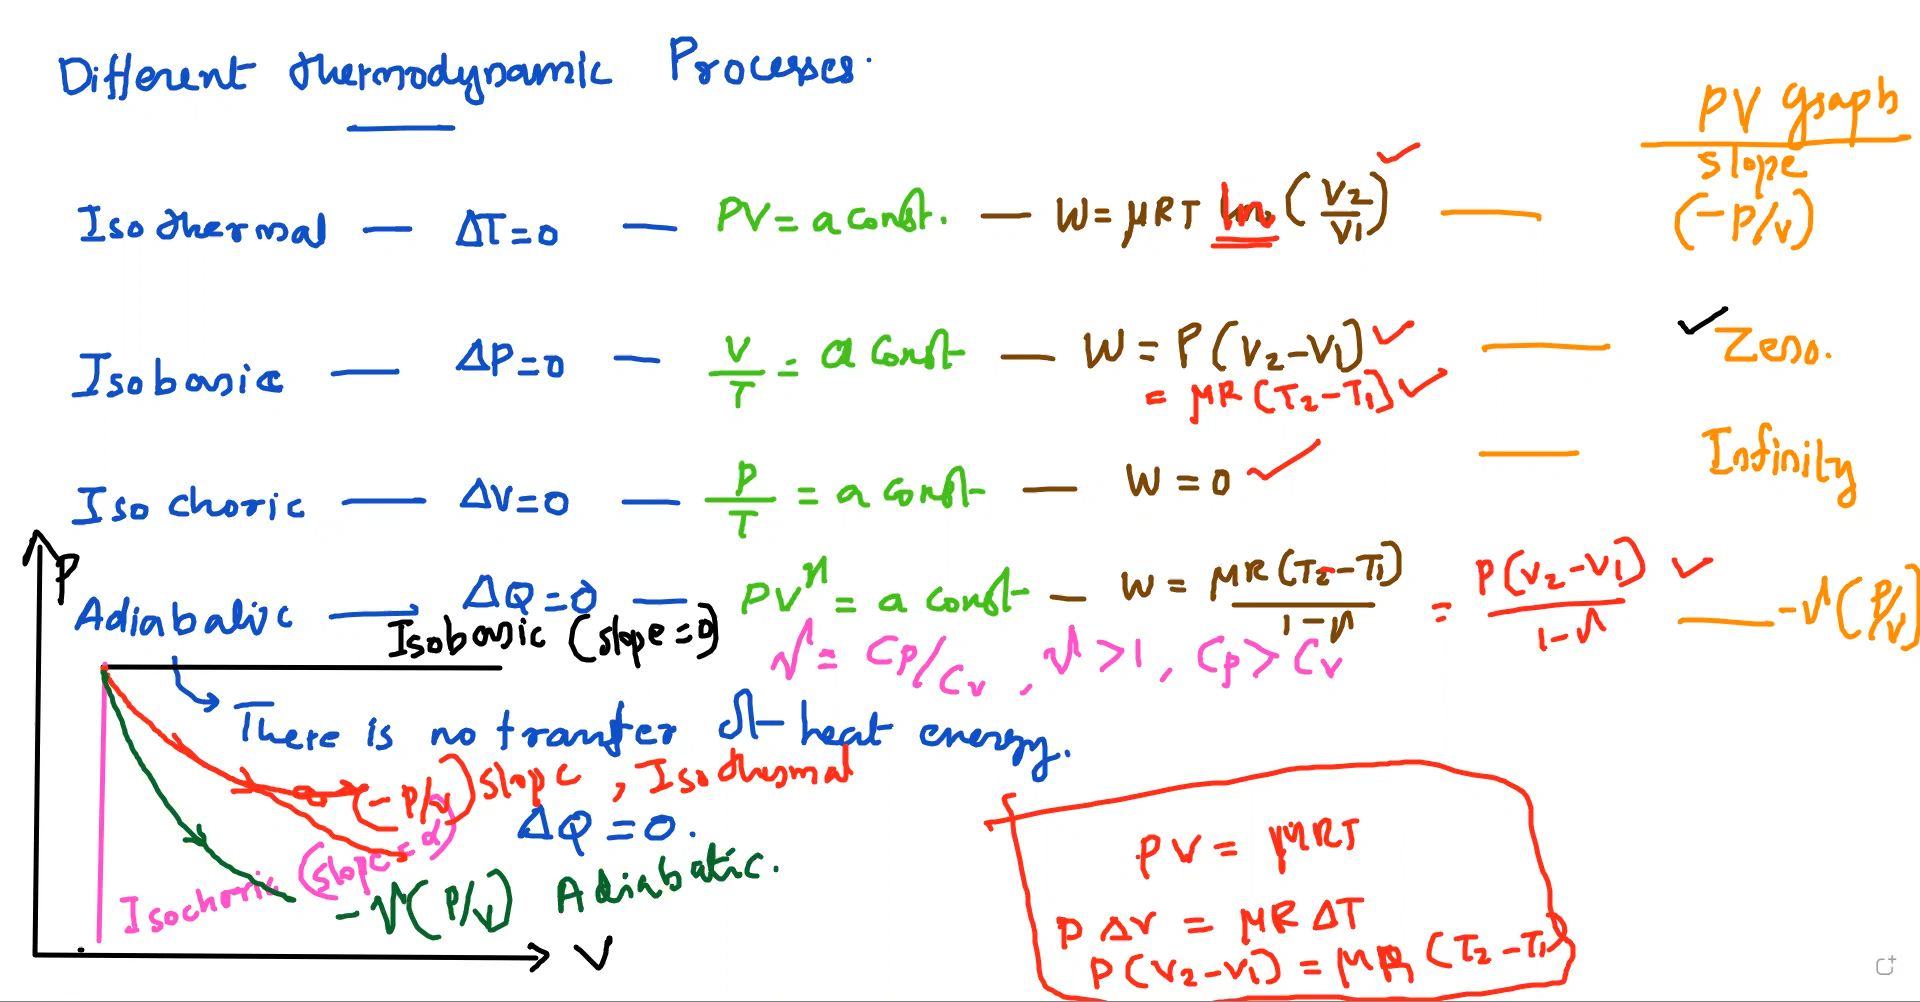 Different thermodynamic Processes.
PV graph
slope
Isothermal — ΔT=0 — PV = a const. — W = μRT ln (V2/V1) — (-P/V)
Isobaric — ΔP=0 — V/T = a const — W = P(V2-V1) — Zero.
= μR(T2-T1)
Isochoric — ΔV=0 — P/T = a const — W = 0 — Infinity
Adiabatic — ΔQ=0 — PV^γ = a const — W = μR(T2-T1)/1-γ = P(V2-V1)/1-γ — -γ(P/V)
γ = Cp/Cv, γ>1, Cp>Cv
There is no transfer of heat energy.
ΔQ=0.
P
Isobaric (slope=0)
(-P/V) slope, Isothermal
Isochoric (slope=α)
-γ(P/V) Adiabatic.
V
PV = μRT
PΔV = μRΔT
P(V2-V1) = μR(T2-T1)